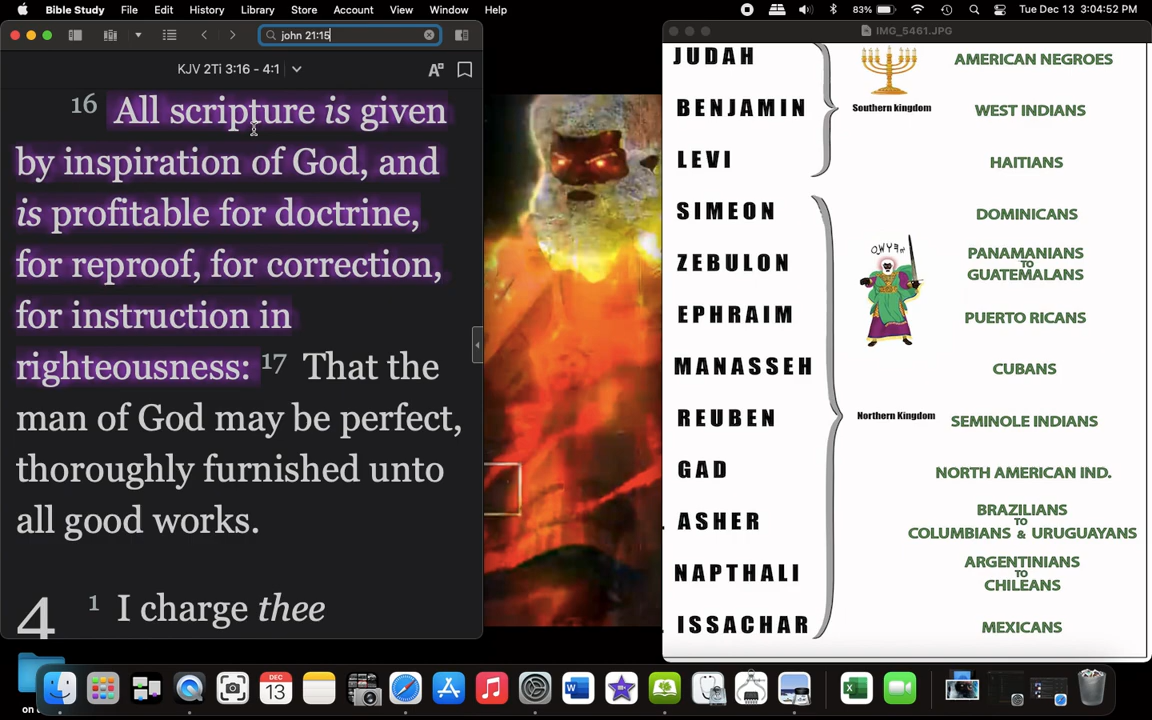 Bible Study File Edit History Library Store Account View Window Help 83% Tue Dec 13 3:04:52 PM
john 21:15
KJV 2Ti 3:16 - 4:1
16 All scripture is given
by inspiration of God, and
is profitable for doctrine,
for reproof, for correction,
for instruction in
righteousness: 17 That the
man of God may be perfect,
thoroughly furnished unto
all good works.
4 1 I charge thee
IMG_5461.JPG
JUDAH AMERICAN NEGROES
BENJAMIN Southern kingdom WEST INDIANS
LEVI HAITIANS
SIMEON DOMINICANS
ZEBULON PANAMANIANS
TO
GUATEMALANS
EPHRAIM PUERTO RICANS
MANASSEH CUBANS
REUBEN Northern Kingdom SEMINOLE INDIANS
GAD NORTH AMERICAN IND.
ASHER BRAZILIANS
TO
COLUMBIANS & URUGUAYANS
NAPTHALI ARGENTINIANS
TO
CHILEANS
ISSACHAR MEXICANS
DEC
13
on